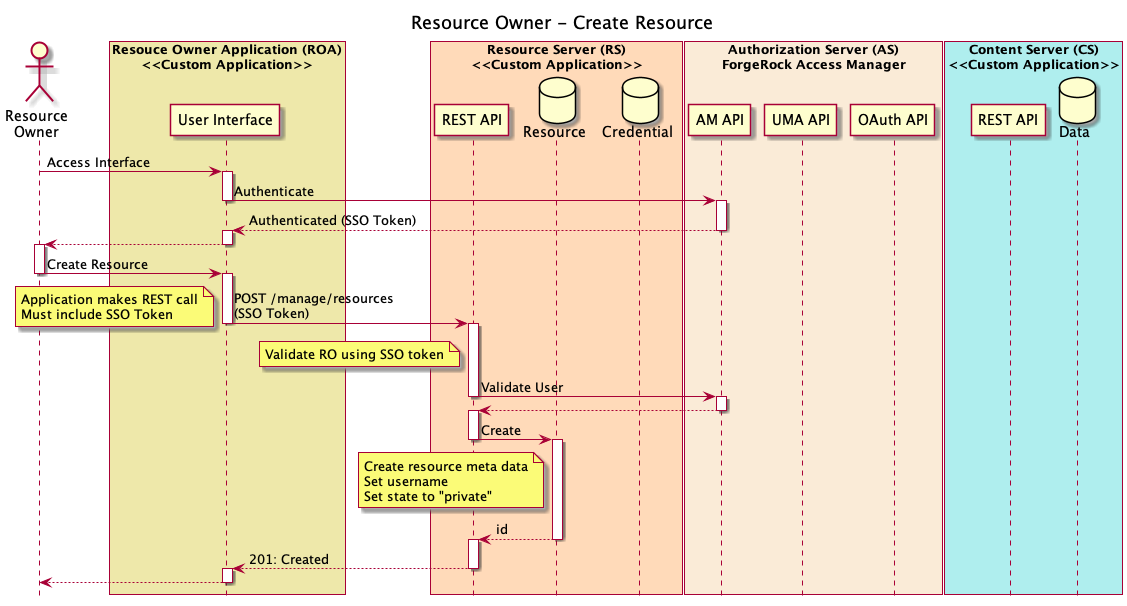 Resource Owner – Create Resource
Resouce Owner Application (ROA)
<<Custom Application>>
Resource Server (RS)
<<Custom Application>>
Authorization Server (AS)
ForgeRock Access Manager
Content Server (CS)
<<Custom Application>>
Resource
Owner
User Interface
REST API
Resource
Credential
AM API
UMA API
OAuth API
REST API
Data
Access Interface
Authenticate
Authenticated (SSO Token)
Create Resource
Application makes REST call
Must include SSO Token
POST /manage/resources
(SSO Token)
Validate RO using SSO token
Validate User
Create
Create resource meta data
Set username
Set state to "private"
id
201: Created